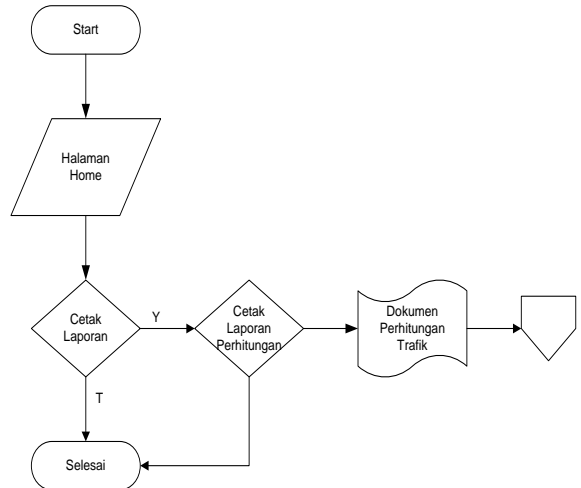 Start
Halaman
Home
Cetak
Laporan
Y
Cetak
Laporan
Perhitungan
Dokumen
Perhitungan
Trafik
T
Selesai